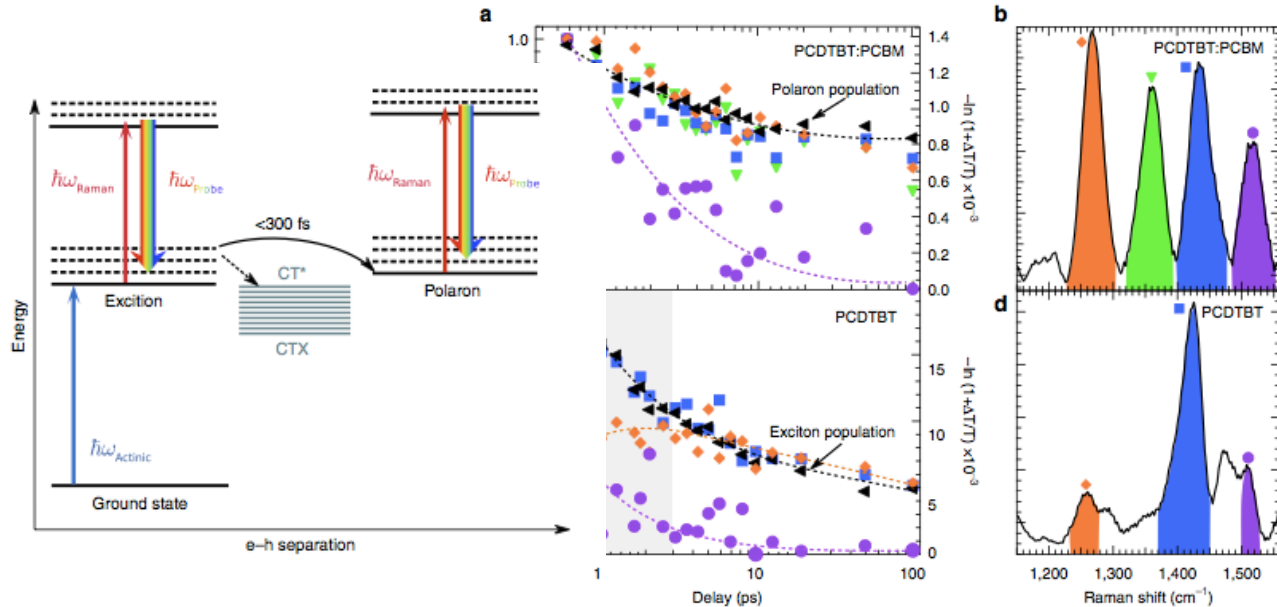 Energy
ħωRaman
ħωProbe
Excition
ħωActinic
Ground state
<300 fs
CT*
CTX
ħωRaman
ħωProbe
Polaron
e–h separation
a
1.0
PCDTBT:PCBM
Polaron population
1.4
1.2
1.0
0.8
0.6
0.4
0.2
0.0
−ln (1+ΔT/T) ×10−3
PCDTBT
Exciton population
15
10
5
0
−ln (1+ΔT/T) ×10−3
1
10
100
Delay (ps)
b
PCDTBT:PCBM
d
PCDTBT
1,200
1,300
1,400
1,500
Raman shift (cm−1)